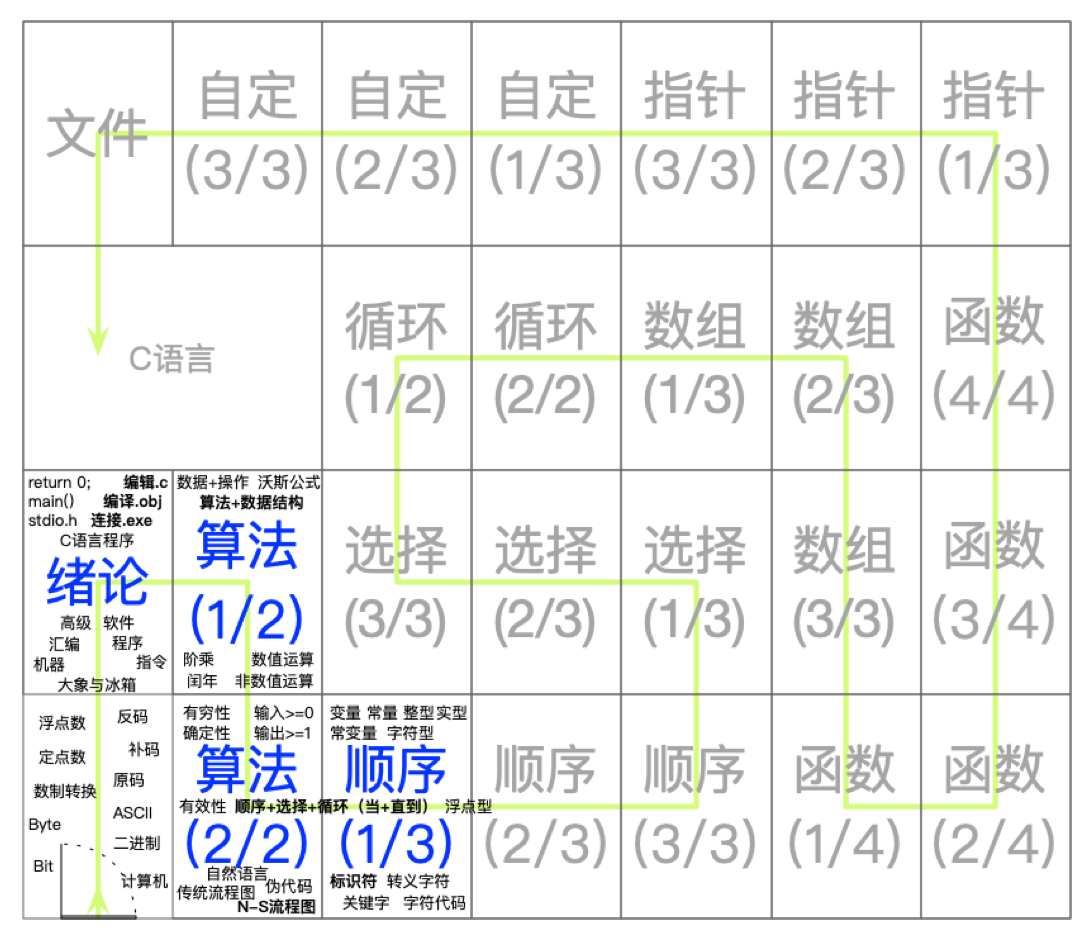 文件
自定
(3/3)
自定
(2/3)
自定
(1/3)
指针
(3/3)
指针
(2/3)
指针
(1/3)
C语言
循环
(1/2)
循环
(2/2)
数组
(1/3)
数组
(2/3)
函数
(4/4)
return 0; 编辑.c
main() 编译.obj
stdio.h 连接.exe
C语言程序
绪论
高级 软件
汇编 程序
机器 指令
大象与冰箱
数据+操作 沃斯公式
算法+数据结构
算法
(1/2)
阶乘 数值运算
闰年 非数值运算
选择
(3/3)
选择
(2/3)
选择
(1/3)
数组
(3/3)
函数
(3/4)
浮点数 反码
定点数 补码
数制转换 原码
Byte ASCII
Bit 二进制
计算机
有穷性 输入>=0
确定性 输出>=1
算法
有效性 顺序+选择+循环（当+直到）
(2/2)
自然语言
传统流程图 伪代码
N-S流程图
变量 常量 整型实型
常变量 字符型
顺序
浮点型
(1/3)
标识符 转义字符
关键字 字符代码
顺序
(2/3)
顺序
(3/3)
函数
(1/4)
函数
(2/4)